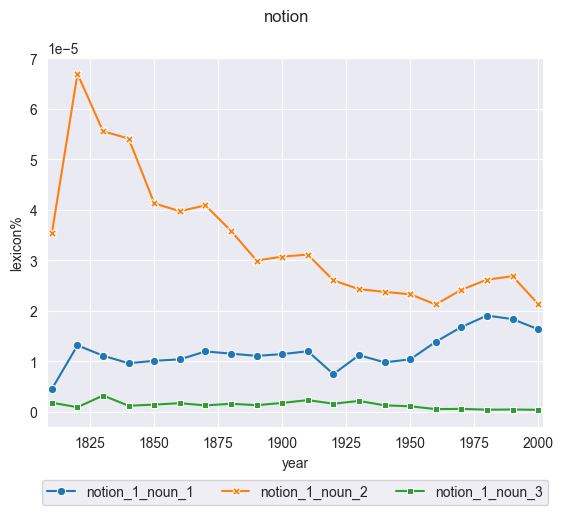 notion
1e−5
7
6
5
4
3
2
1
0
lexicon%
1825 1850 1875 1900 1925 1950 1975 2000
year
notion_1_noun_1 notion_1_noun_2 notion_1_noun_3